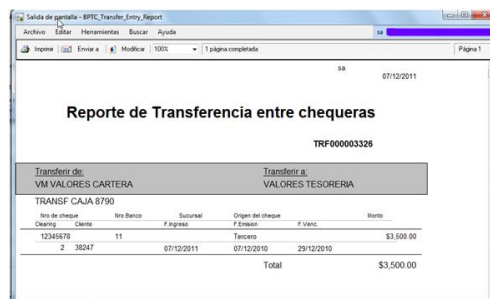 Salida de pantalla - BPTC_Transfer_Entry_Report
Archivo Editar Herramientas Buscar Ayuda sa
Imprimir Enviar a Modificar 100% 1 página completada Página 1
sa
07/12/2011
Reporte de Transferencia entre chequeras
TRF000003326
Transferir de: Transferir a:
VM VALORES CARTERA VALORES TESORERIA
TRANSF CAJA 8790
Nro de cheque Nro Banco Sucursal Origen del cheque Monto
Clearing Cliente F.Ingreso F.Emision F.Venc.
12345678 11 Tercero $3,500.00
2 38247 07/12/2011 07/12/2010 29/12/2010
Total $3,500.00